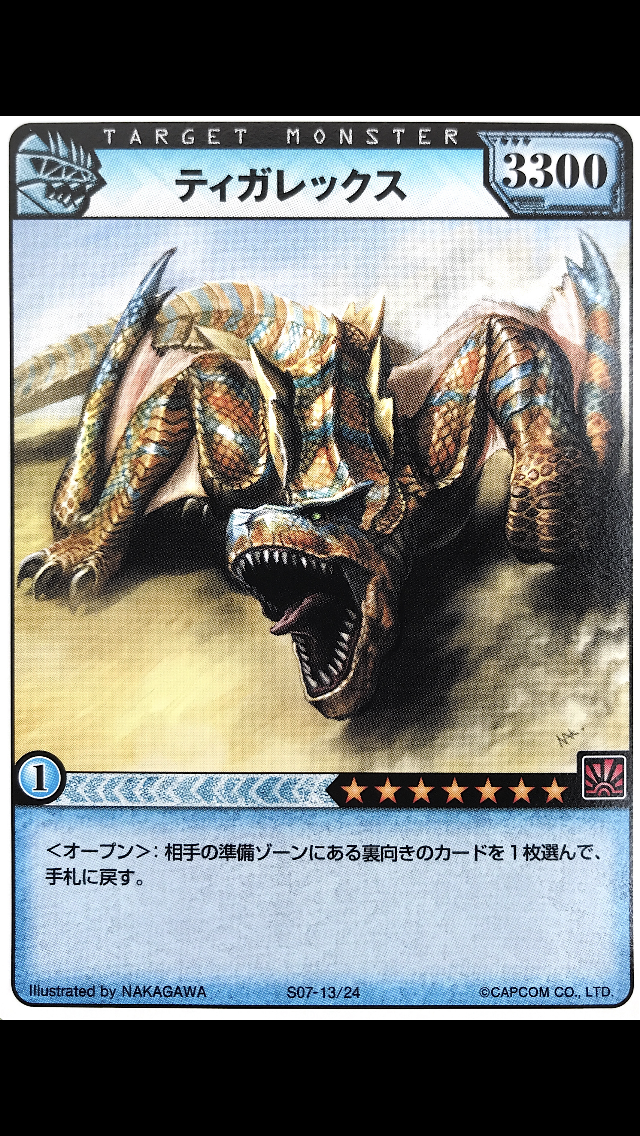 TARGET MONSTER
ティガレックス
3300
1
<オープン>：相手の準備ゾーンにある裏向きのカードを1枚選んで、
手札に戻す。
Illustrated by NAKAGAWA S07-13/24 ©CAPCOM CO., LTD.